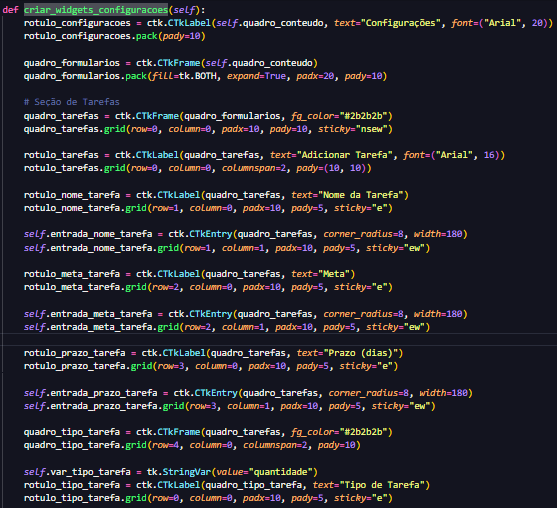 def criar_widgets_configuracoes(self):
rotulo_configuracoes = ctk.CTkLabel(self.quadro_conteudo, text="Configurações", font=("Arial", 20))
rotulo_configuracoes.pack(pady=10)
quadro_formularios = ctk.CTkFrame(self.quadro_conteudo)
quadro_formularios.pack(fill=tk.BOTH, expand=True, padx=20, pady=10)
# Seção de Tarefas
quadro_tarefas = ctk.CTkFrame(quadro_formularios, fg_color="#2b2b2b")
quadro_tarefas.grid(row=0, column=0, padx=10, pady=10, sticky="nsew")
rotulo_tarefas = ctk.CTkLabel(quadro_tarefas, text="Adicionar Tarefa", font=("Arial", 16))
rotulo_tarefas.grid(row=0, column=0, columnspan=2, pady=(10, 10))
rotulo_nome_tarefa = ctk.CTkLabel(quadro_tarefas, text="Nome da Tarefa")
rotulo_nome_tarefa.grid(row=1, column=0, padx=10, pady=5, sticky="e")
self.entrada_nome_tarefa = ctk.CTkEntry(quadro_tarefas, corner_radius=8, width=180)
self.entrada_nome_tarefa.grid(row=1, column=1, padx=10, pady=5, sticky="ew")
rotulo_meta_tarefa = ctk.CTkLabel(quadro_tarefas, text="Meta")
rotulo_meta_tarefa.grid(row=2, column=0, padx=10, pady=5, sticky="e")
self.entrada_meta_tarefa = ctk.CTkEntry(quadro_tarefas, corner_radius=8, width=180)
self.entrada_meta_tarefa.grid(row=2, column=1, padx=10, pady=5, sticky="ew")
rotulo_prazo_tarefa = ctk.CTkLabel(quadro_tarefas, text="Prazo (dias)")
rotulo_prazo_tarefa.grid(row=3, column=0, padx=10, pady=5, sticky="e")
self.entrada_prazo_tarefa = ctk.CTkEntry(quadro_tarefas, corner_radius=8, width=180)
self.entrada_prazo_tarefa.grid(row=3, column=1, padx=10, pady=5, sticky="ew")
quadro_tipo_tarefa = ctk.CTkFrame(quadro_tarefas, fg_color="#2b2b2b")
quadro_tipo_tarefa.grid(row=4, column=0, columnspan=2, pady=10)
self.var_tipo_tarefa = tk.StringVar(value="quantidade")
rotulo_tipo_tarefa = ctk.CTkLabel(quadro_tipo_tarefa, text="Tipo de Tarefa")
rotulo_tipo_tarefa.grid(row=0, column=0, padx=10, pady=5, sticky="e")